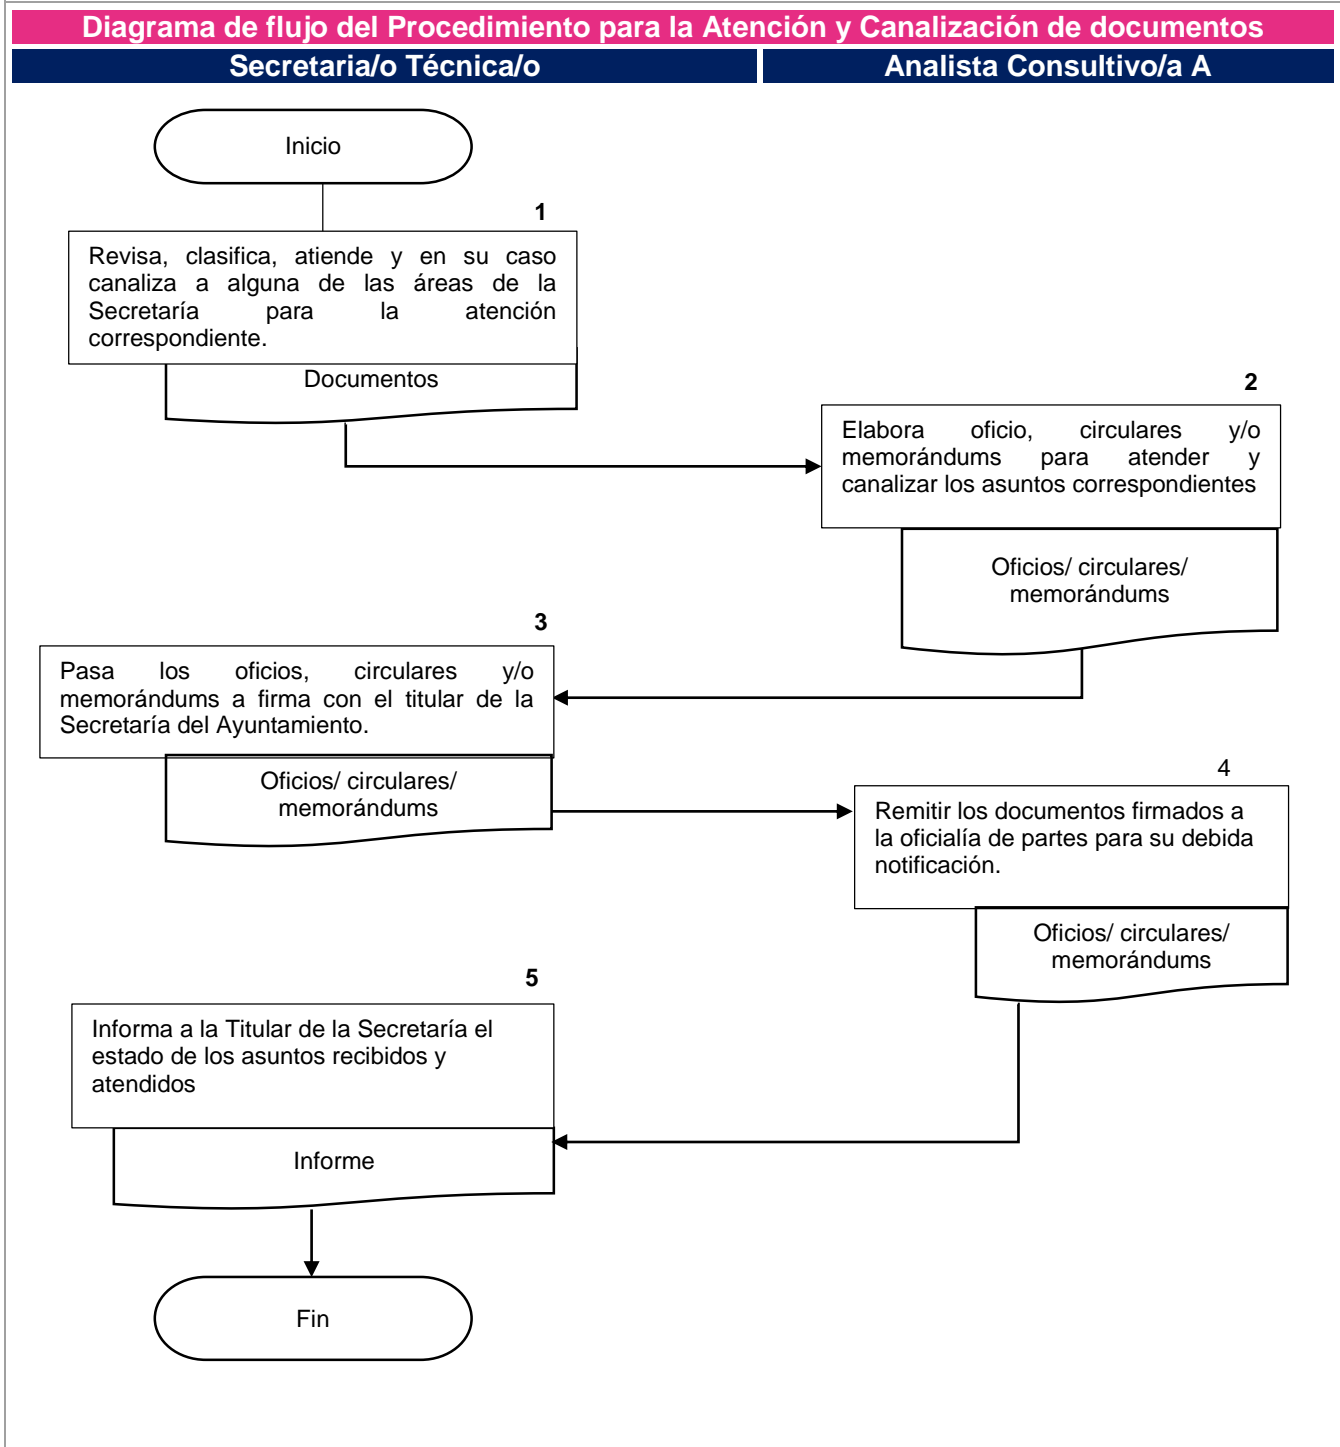 Diagrama de flujo del Procedimiento para la Atención y Canalización de documentos
Secretaria/o Técnica/o
Analista Consultivo/a A
Inicio
1
Revisa, clasifica, atiende y en su caso
canaliza a alguna de las áreas de la
Secretaría para la atención
correspondiente.
Documentos
2
Elabora oficio, circulares y/o
memorándums para atender y
canalizar los asuntos correspondientes
Oficios/ circulares/
memorándums
3
Pasa los oficios, circulares y/o
memorándums a firma con el titular de la
Secretaría del Ayuntamiento.
Oficios/ circulares/
memorándums
4
Remitir los documentos firmados a
la oficialía de partes para su debida
notificación.
Oficios/ circulares/
memorándums
5
Informa a la Titular de la Secretaría el
estado de los asuntos recibidos y
atendidos
Informe
Fin